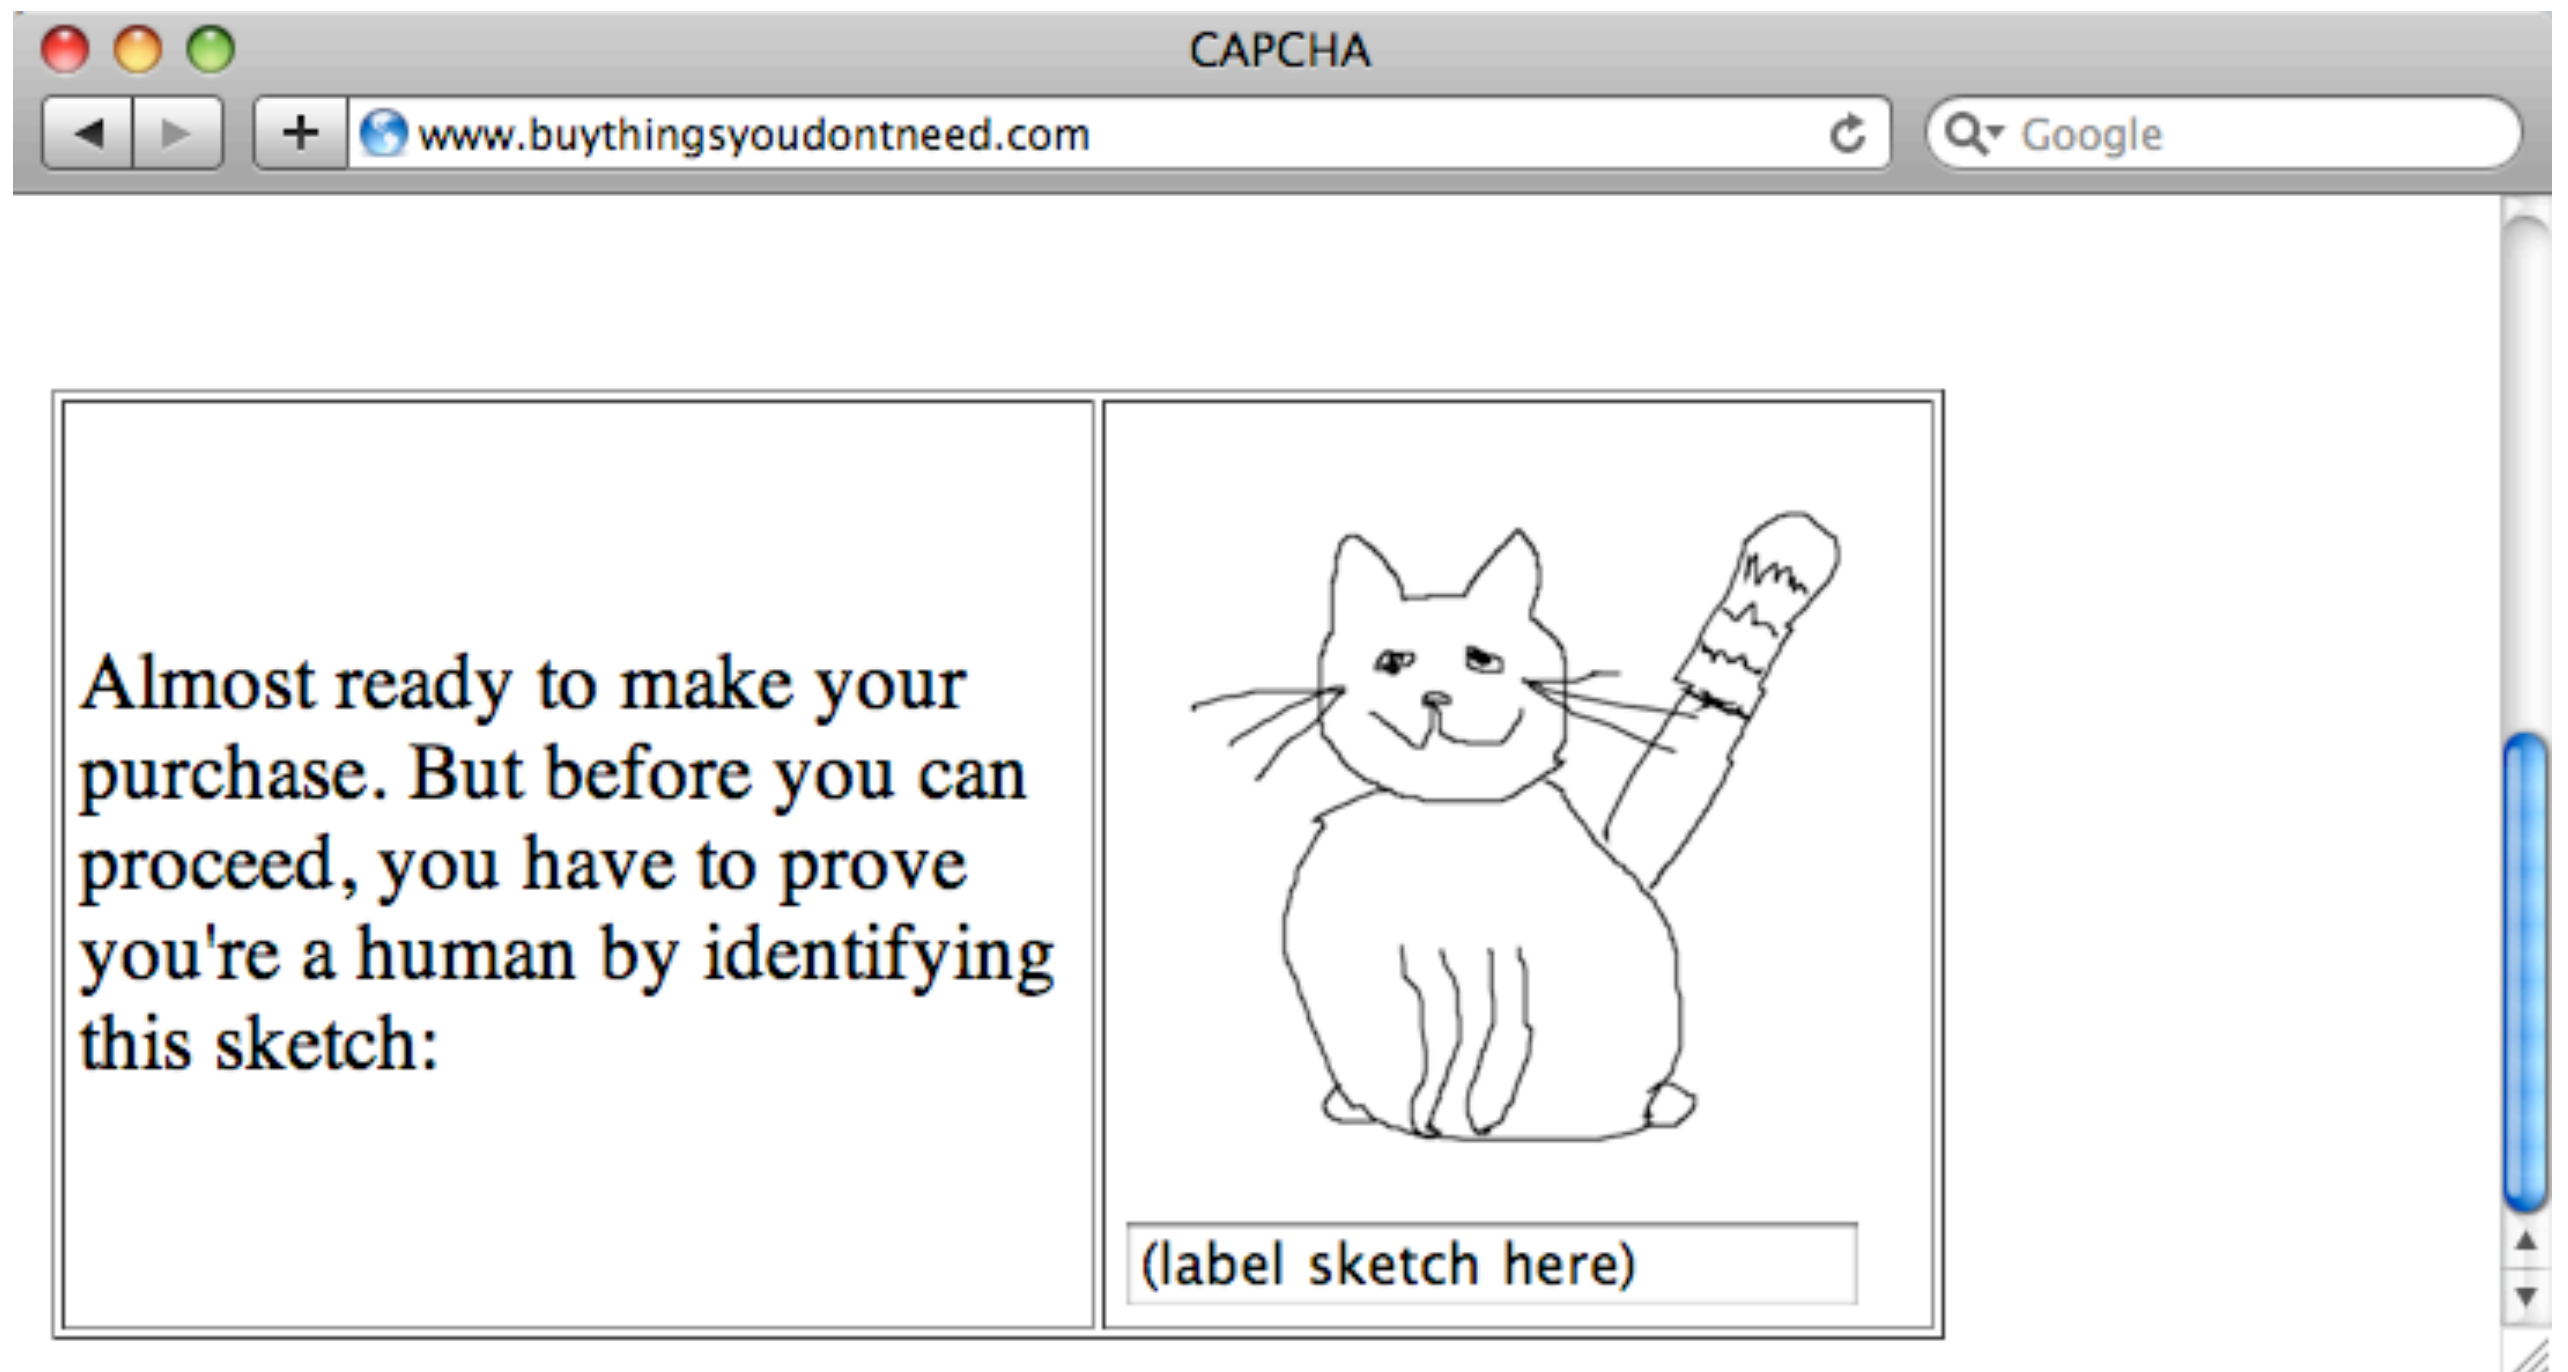 CAPCHA
www.buythingsyoudontneed.com
Google
Almost ready to make your
purchase. But before you can
proceed, you have to prove
you're a human by identifying
this sketch:
(label sketch here)